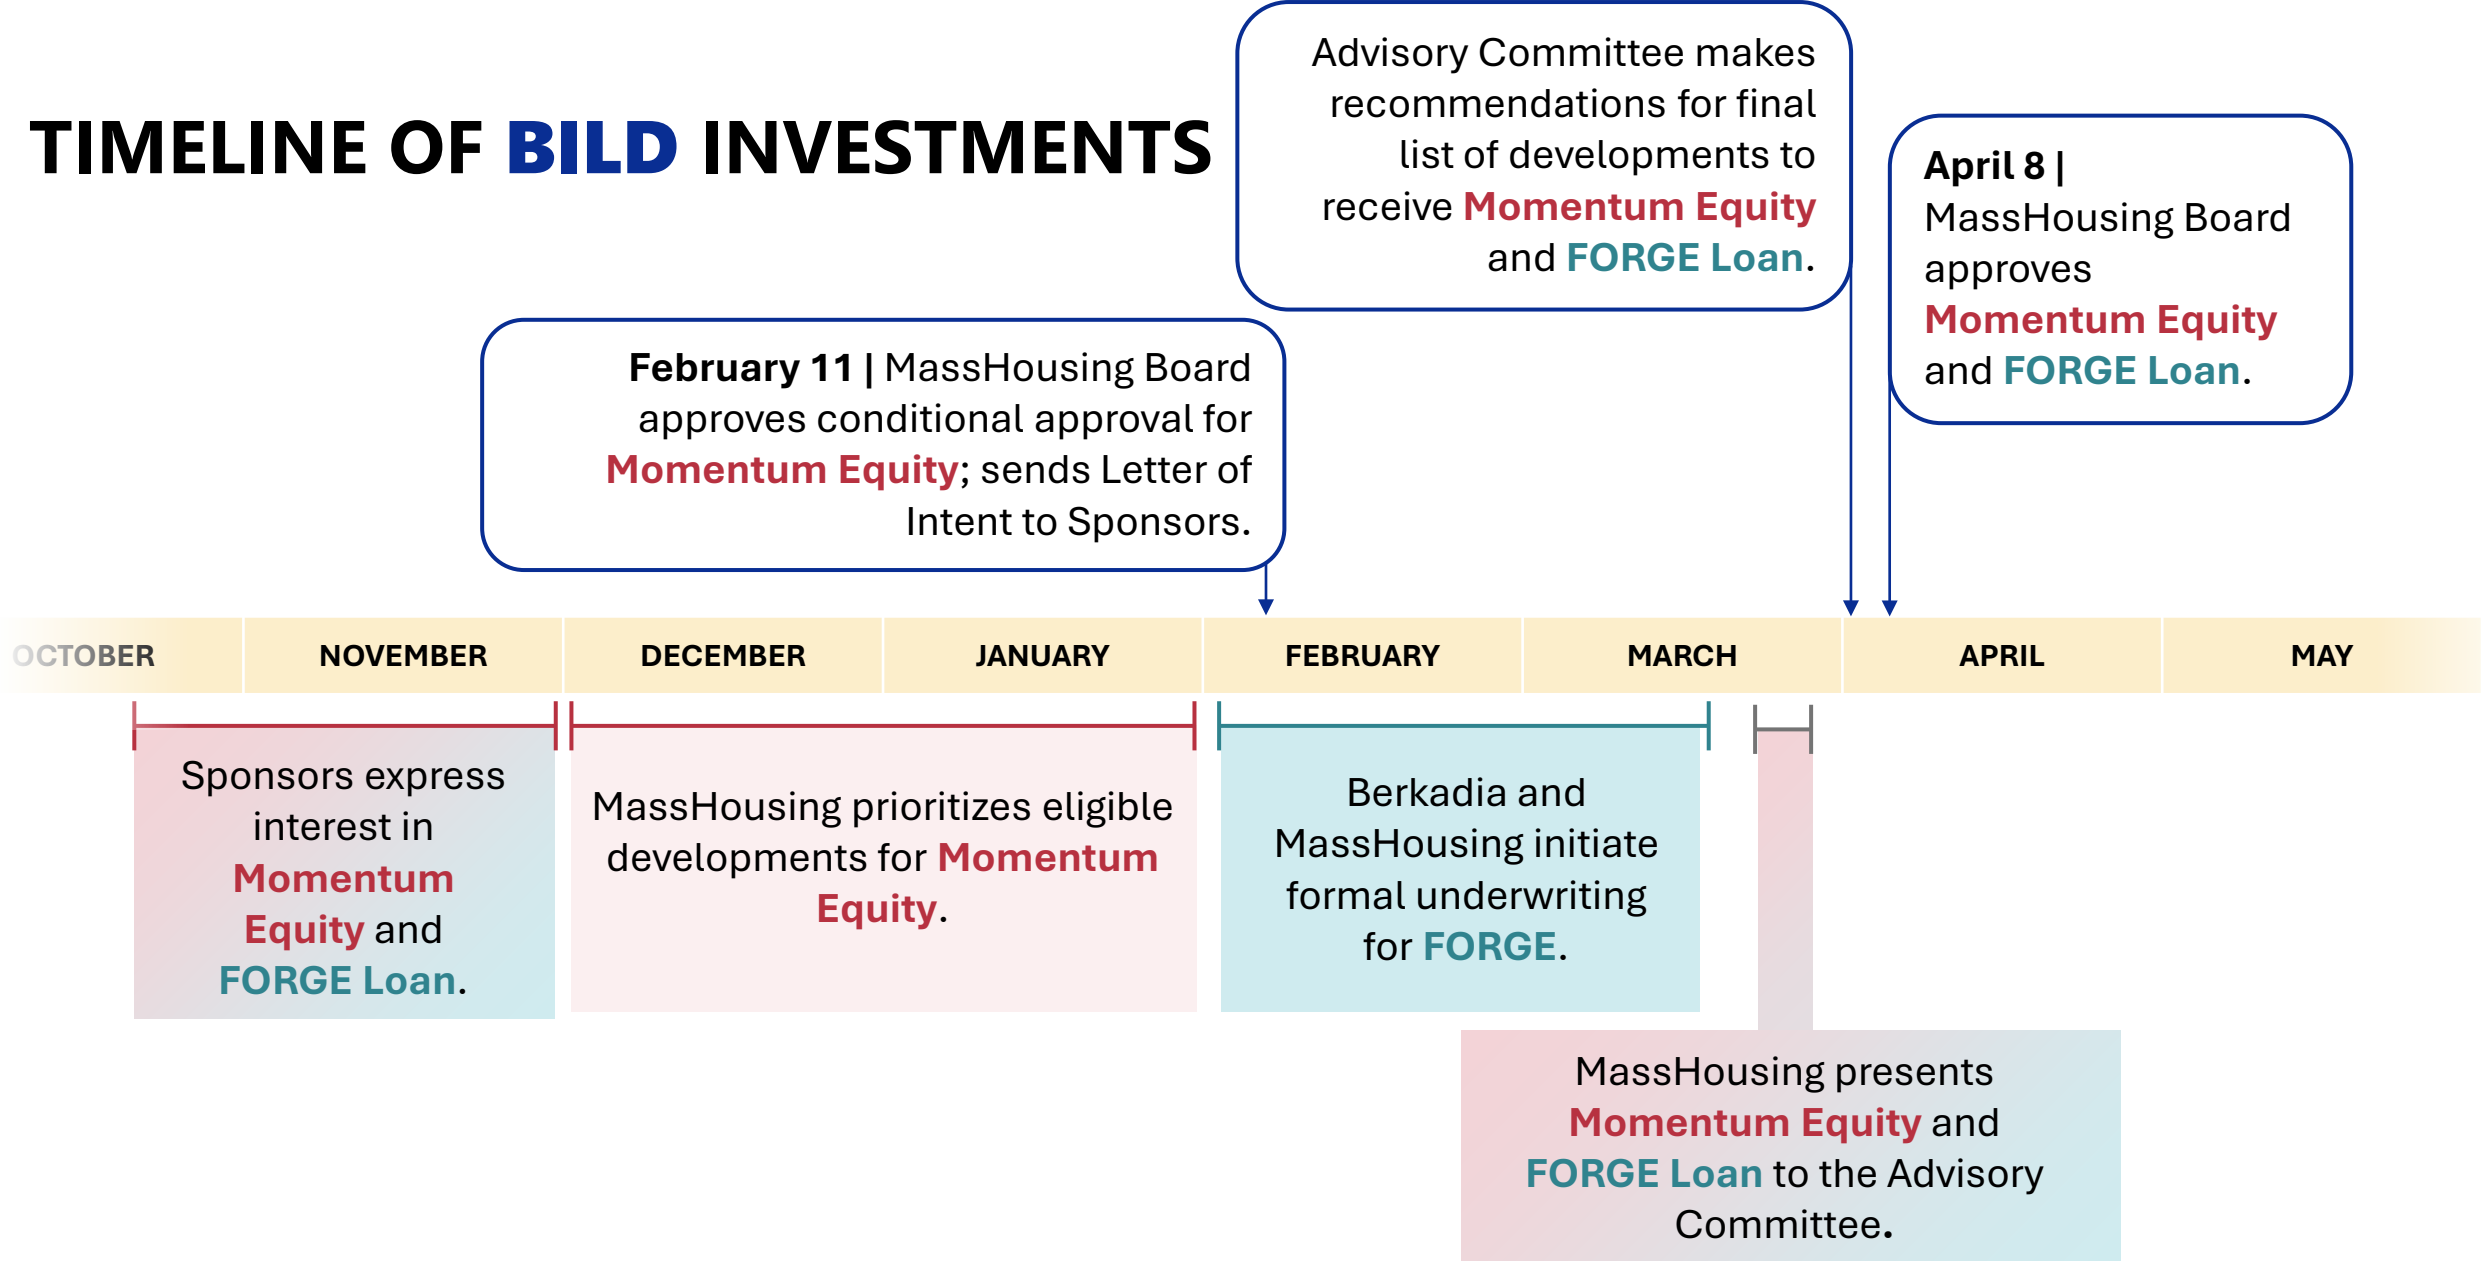 TIMELINE OF BILD INVESTMENTS
Advisory Committee makes
recommendations for final
list of developments to
receive Momentum Equity
and FORGE Loan.
April 8 |
MassHousing Board
approves
Momentum Equity
and FORGE Loan.
February 11 | MassHousing Board
approves conditional approval for
Momentum Equity; sends Letter of
Intent to Sponsors.
OCTOBER
NOVEMBER
DECEMBER
JANUARY
FEBRUARY
MARCH
APRIL
MAY
Sponsors express
interest in
Momentum
Equity and
FORGE Loan.
MassHousing prioritizes eligible
developments for Momentum
Equity.
Berkadia and
MassHousing initiate
formal underwriting
for FORGE.
MassHousing presents
Momentum Equity and
FORGE Loan to the Advisory
Committee.